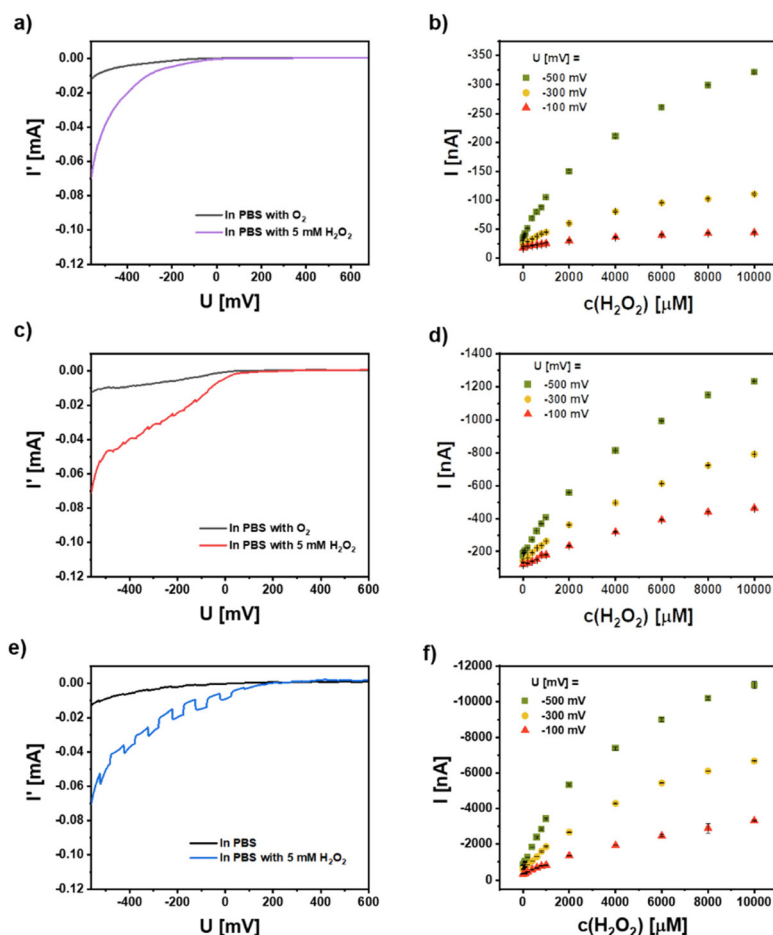 a)
0.00
-0.02
-0.04
-0.06
-0.08
-0.10
-0.12
I' [mA]
In PBS with O₂
In PBS with 5 mM H₂O₂
-400 -200 0 200 400 600
U [mV]
b)
-350
-300
-250
-200
-150
-100
-50
0
I [nA]
U [mV] =
-500 mV
-300 mV
-100 mV
0 2000 4000 6000 8000 10000
c(H₂O₂) [µM]
c)
0.00
-0.02
-0.04
-0.06
-0.08
-0.10
-0.12
I' [mA]
In PBS with O₂
In PBS with 5 mM H₂O₂
-400 -200 0 200 400 600
U [mV]
d)
-1400
-1200
-1000
-800
-600
-400
-200
I [nA]
U [mV] =
-500 mV
-300 mV
-100 mV
0 2000 4000 6000 8000 10000
c(H₂O₂) [µM]
e)
0.00
-0.02
-0.04
-0.06
-0.08
-0.10
-0.12
I' [mA]
In PBS
In PBS with 5 mM H₂O₂
-400 -200 0 200 400 600
U [mV]
f)
-12000
-10000
-8000
-6000
-4000
-2000
0
I [nA]
U [mV] =
-500 mV
-300 mV
-100 mV
0 2000 4000 6000 8000 10000
c(H₂O₂) [µM]